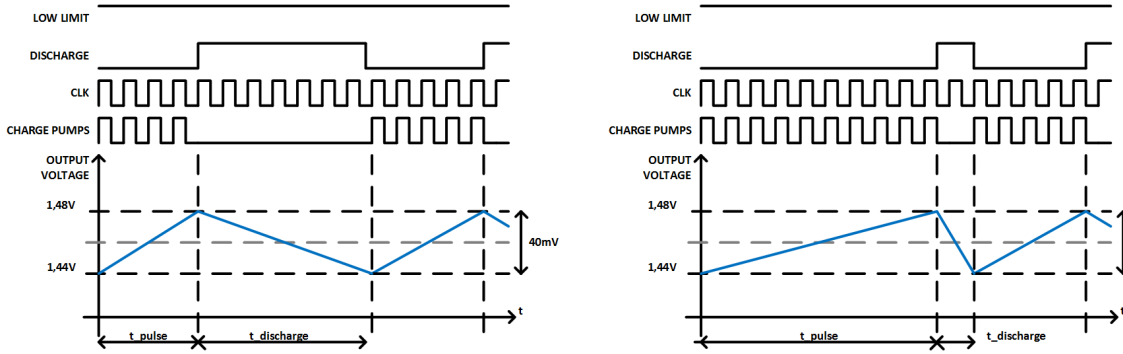 LOW LIMIT
DISCHARGE
CLK
CHARGE PUMPS
OUTPUT
VOLTAGE
1,48V
40mV
1,44V
t
t_pulse
t_discharge
LOW LIMIT
DISCHARGE
CLK
CHARGE PUMPS
OUTPUT
VOLTAGE
1,48V
1,44V
t
t_pulse
t_discharge